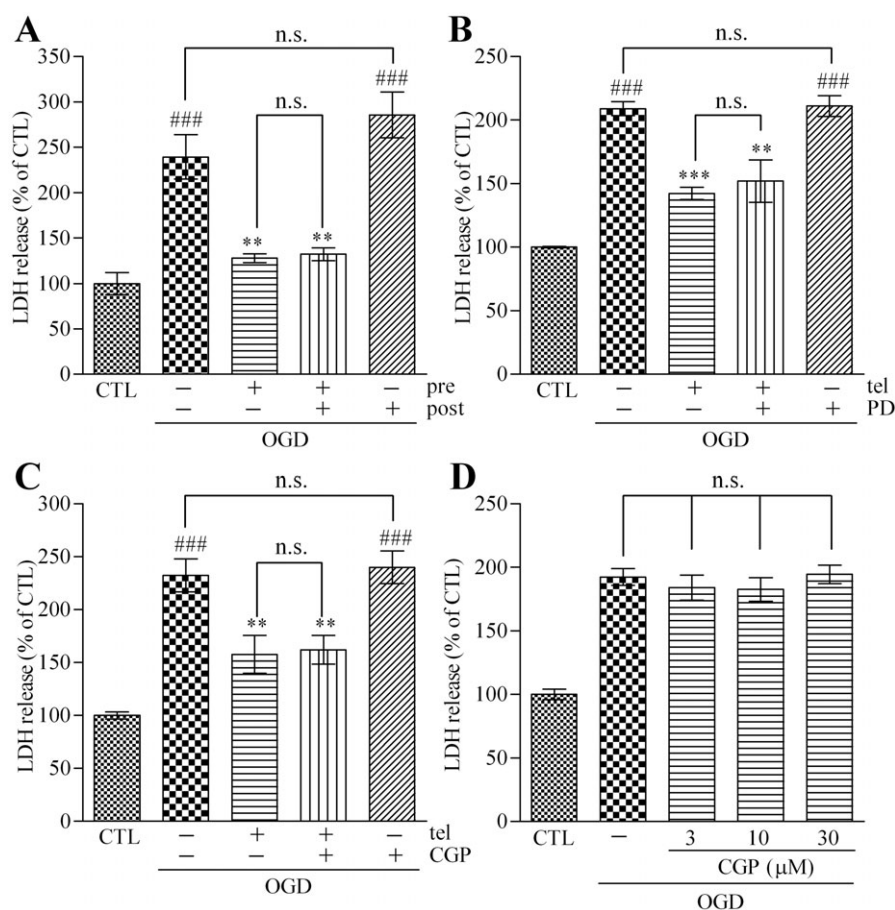 A
n.s.
###
n.s.
###
**
**
LDH release (% of CTL)
350
300
250
200
150
100
50
0
CTL
− + + − pre
− − + + post
OGD
B
n.s.
###
n.s.
###
***
**
LDH release (% of CTL)
250
200
150
100
50
0
CTL
− + + − tel
− − + + PD
OGD
C
n.s.
###
n.s.
###
**
**
LDH release (% of CTL)
300
250
200
150
100
50
0
CTL
− + + − tel
− − + + CGP
OGD
D
n.s.
LDH release (% of CTL)
250
200
150
100
50
0
CTL
− 3 10 30
CGP (μM)
OGD